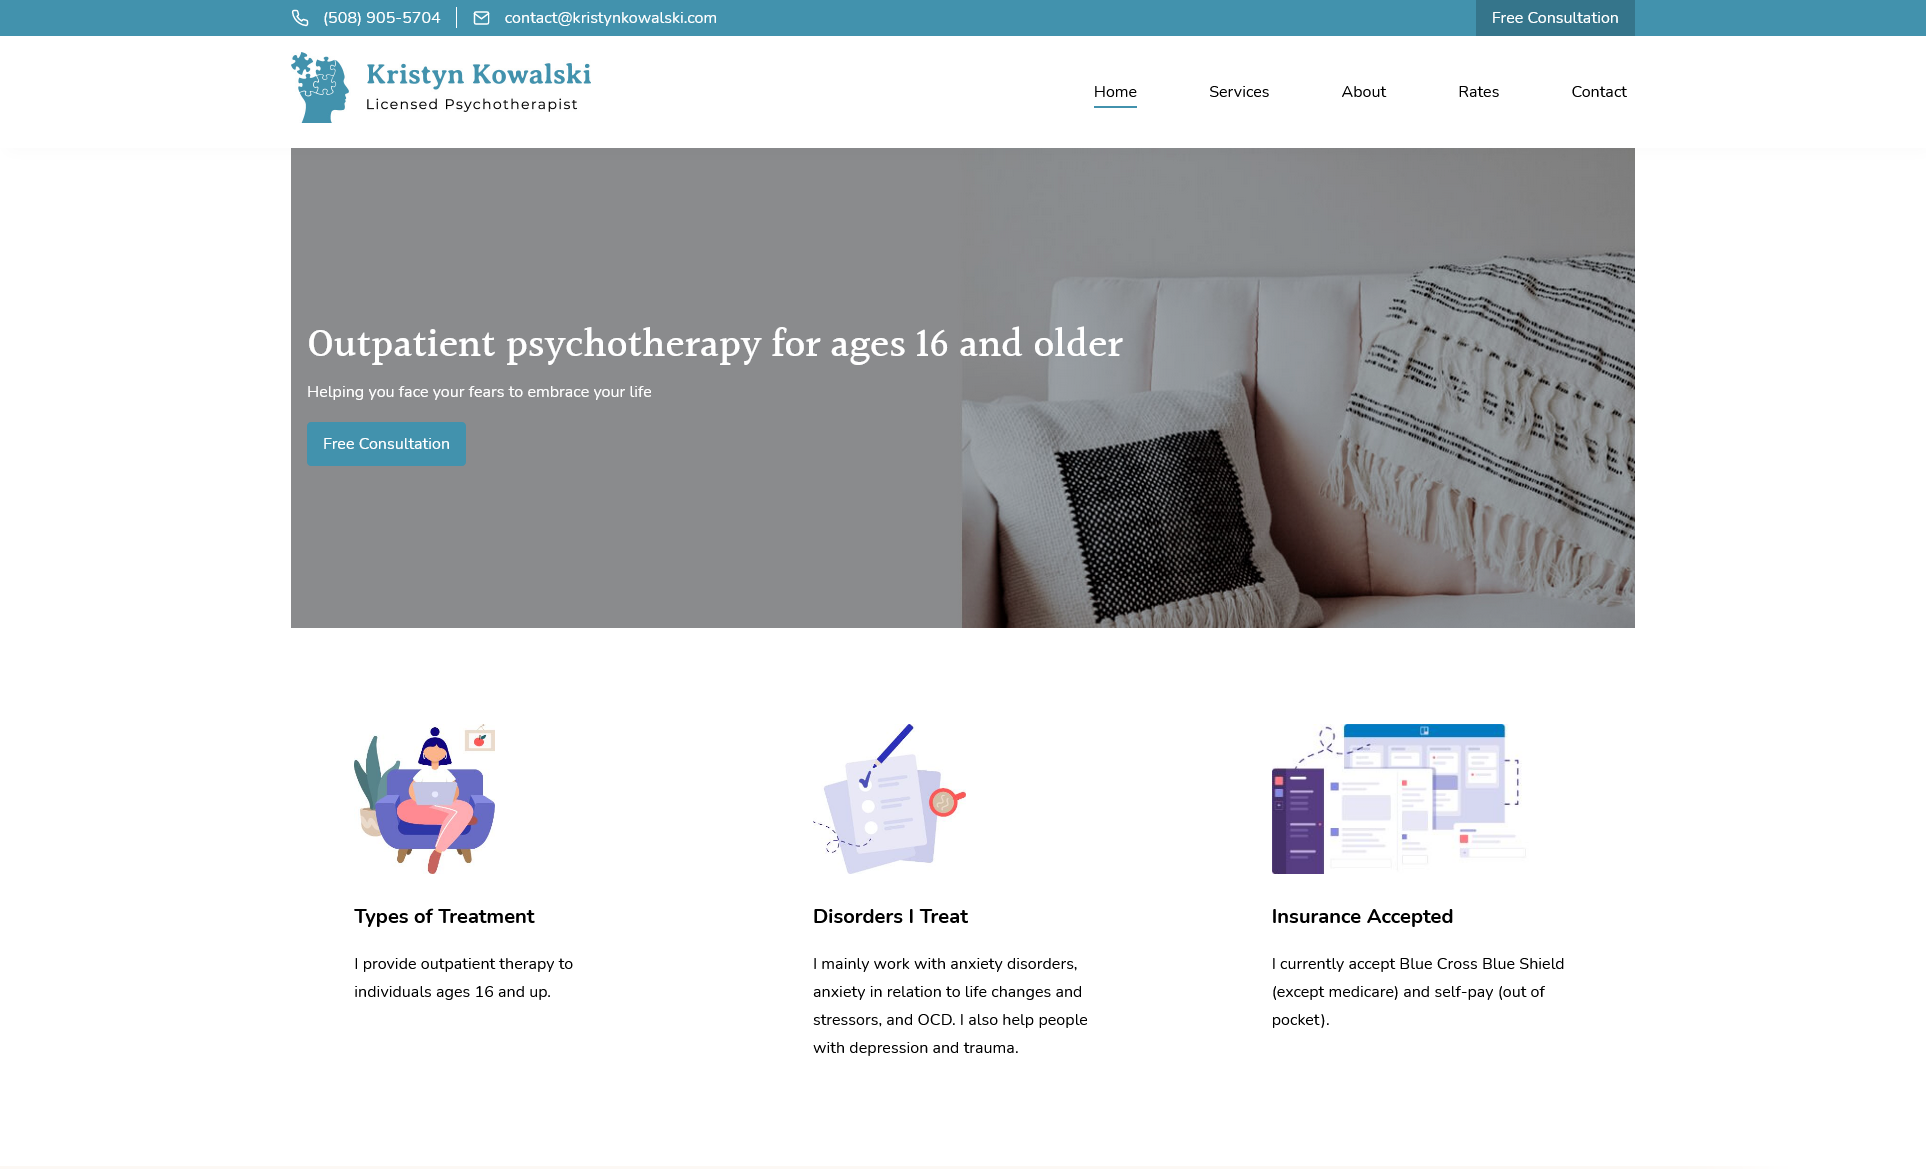 (508) 905-5704
contact@kristynkowalski.com
Free Consultation
Kristyn Kowalski
Licensed Psychotherapist
Home
Services
About
Rates
Contact
Outpatient psychotherapy for ages 16 and older
Helping you face your fears to embrace your life
Free Consultation
Types of Treatment
I provide outpatient therapy to
individuals ages 16 and up.
Disorders I Treat
I mainly work with anxiety disorders,
anxiety in relation to life changes and
stressors, and OCD. I also help people
with depression and trauma.
Insurance Accepted
I currently accept Blue Cross Blue Shield
(except medicare) and self-pay (out of
pocket).